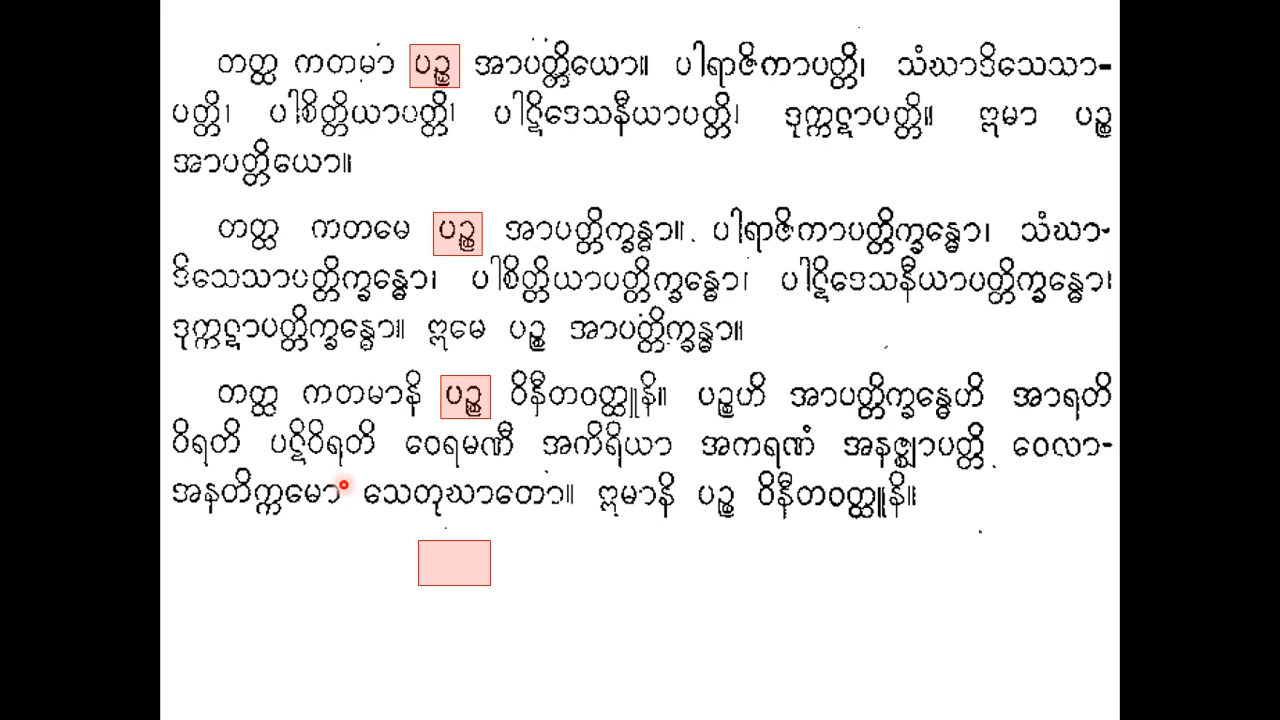 တတ္ထ ကတမာ ပဉ္စ အာပတ္တိယော။ ပါရာဇိကာပတ္တိ၊ သံဃာဒိသေသာ-
ပတ္တိ၊ ပါစိတ္တိယာပတ္တိ၊ ပါဋိဒေသနီယာပတ္တိ၊ ဒုက္ကဋာပတ္တိ။ ဣမာ ပဉ္စ
အာပတ္တိယော။
တတ္ထ ကတမေ ပဉ္စ အာပတ္တိက္ခန္ဓာ။ ပါရာဇိကာပတ္တိက္ခန္ဓော၊ သံဃာ-
ဒိသေသာပတ္တိက္ခန္ဓော၊ ပါစိတ္တိယာပတ္တိက္ခန္ဓော၊ ပါဋိဒေသနီယာပတ္တိက္ခန္ဓော၊
ဒုက္ကဋာပတ္တိက္ခန္ဓော။ ဣမေ ပဉ္စ အာပတ္တိက္ခန္ဓာ။
တတ္ထ ကတမာနိ ပဉ္စ ဝိနီတဝတ္ထူနိ။ ပဉ္စဟိ အာပတ္တိက္ခန္ဓေဟိ အာရတိ
ဝိရတိ ပဋိဝိရတိ ဝေရမဏီ အကိရိယာ အကရဏံ အနဇ္ဈာပတ္တိ ဝေလာ-
အနတိက္ကမော သေတုဃာတော။ ဣမာနိ ပဉ္စ ဝိနီတဝတ္ထူနိ။